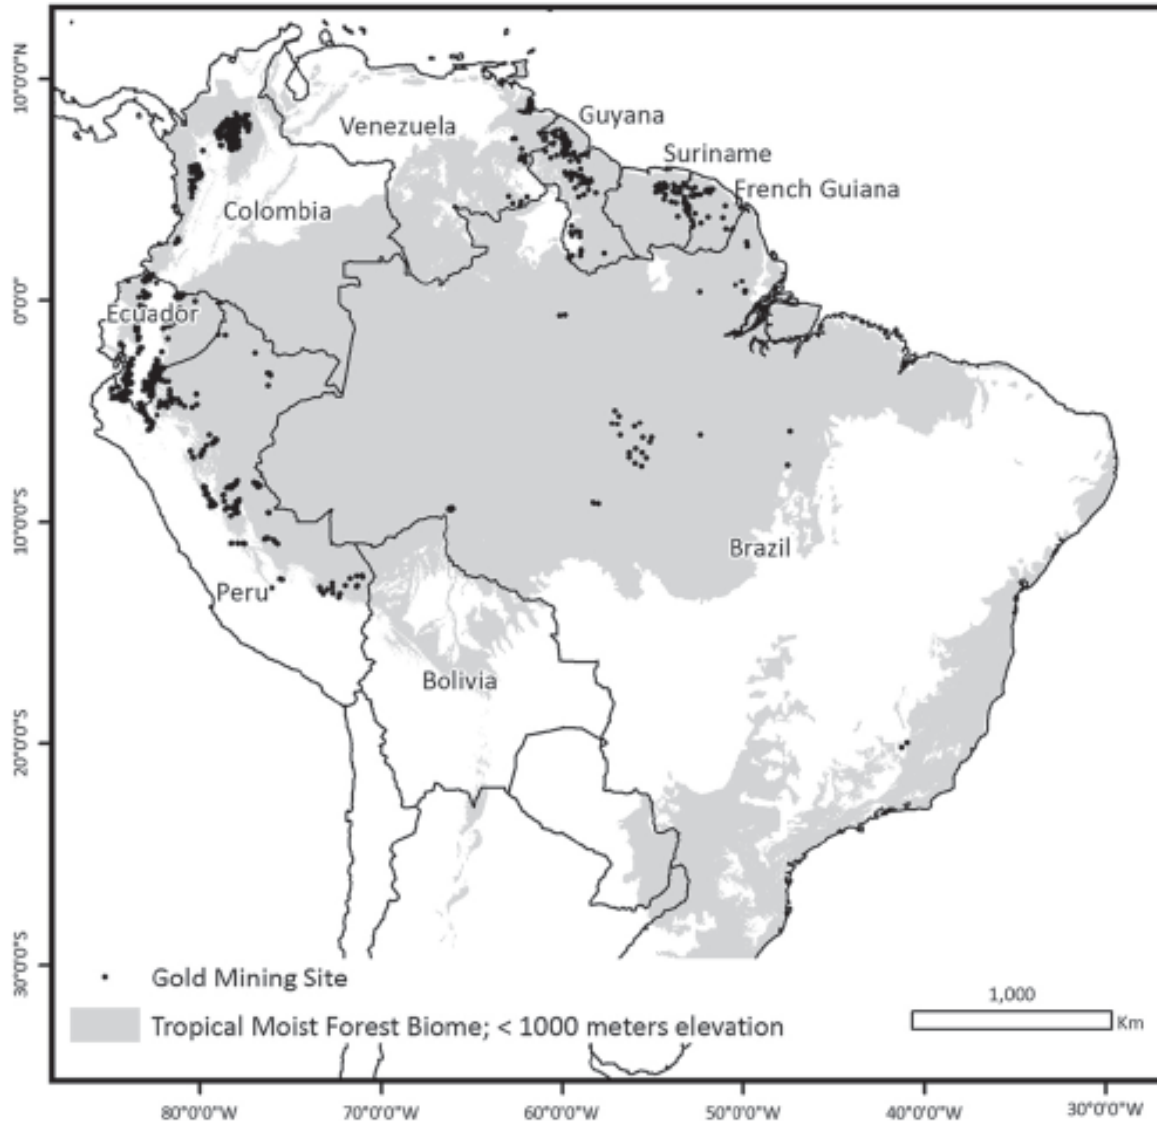 10°0'0"N
0°0'0"
10°0'0"S
20°0'0"S
30°0'0"S
Guyana
Venezuela
Suriname
French Guiana
Colombia
Ecuador
Brazil
Peru
Bolivia
Gold Mining Site
Tropical Moist Forest Biome; < 1000 meters elevation
1,000
Km
80°0'0"W
70°0'0"W
60°0'0"W
50°0'0"W
40°0'0"W
30°0'0"W